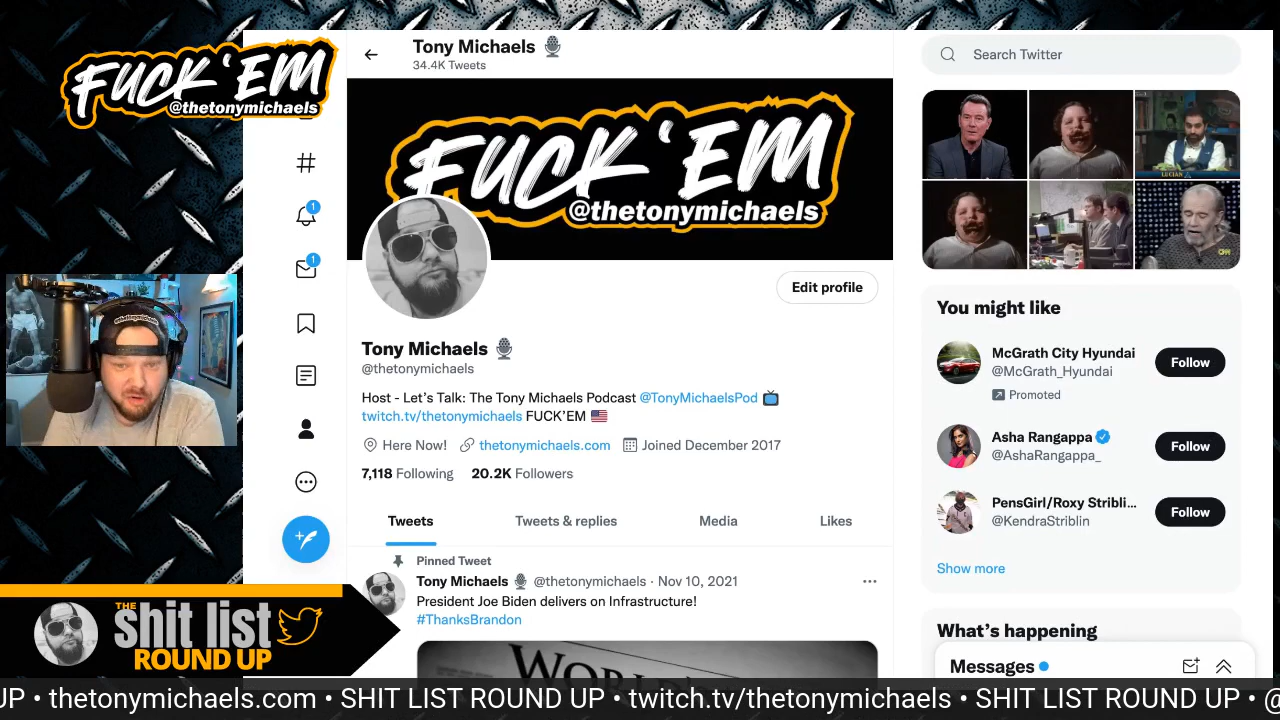 FUCK 'EM
@thetonymichaels
Tony Michaels
34.4K Tweets
Search Twitter
FUCK 'EM
@thetonymichaels
LUCIAN
CNN
Edit profile
1
1
Tony Michaels
@thetonymichaels
Host - Let's Talk: The Tony Michaels Podcast @TonyMichaelsPod
twitch.tv/thetonymichaels FUCK'EM
Here Now! thetonymichaels.com Joined December 2017
7,118 Following 20.2K Followers
Tweets Tweets & replies Media Likes
Pinned Tweet
Tony Michaels @thetonymichaels · Nov 10, 2021
President Joe Biden delivers on Infrastructure!
#ThanksBrandon
WORL
You might like
McGrath City Hyundai
@McGrath_Hyundai
Promoted
Follow
Asha Rangappa
@AshaRangappa_
Follow
PensGirl/Roxy Stribli...
@KendraStriblin
Follow
Show more
What's happening
Messages
THE
shit list
ROUND UP
UP • thetonymichaels.com • SHIT LIST ROUND UP • twitch.tv/thetonymichaels • SHIT LIST ROUND UP • @